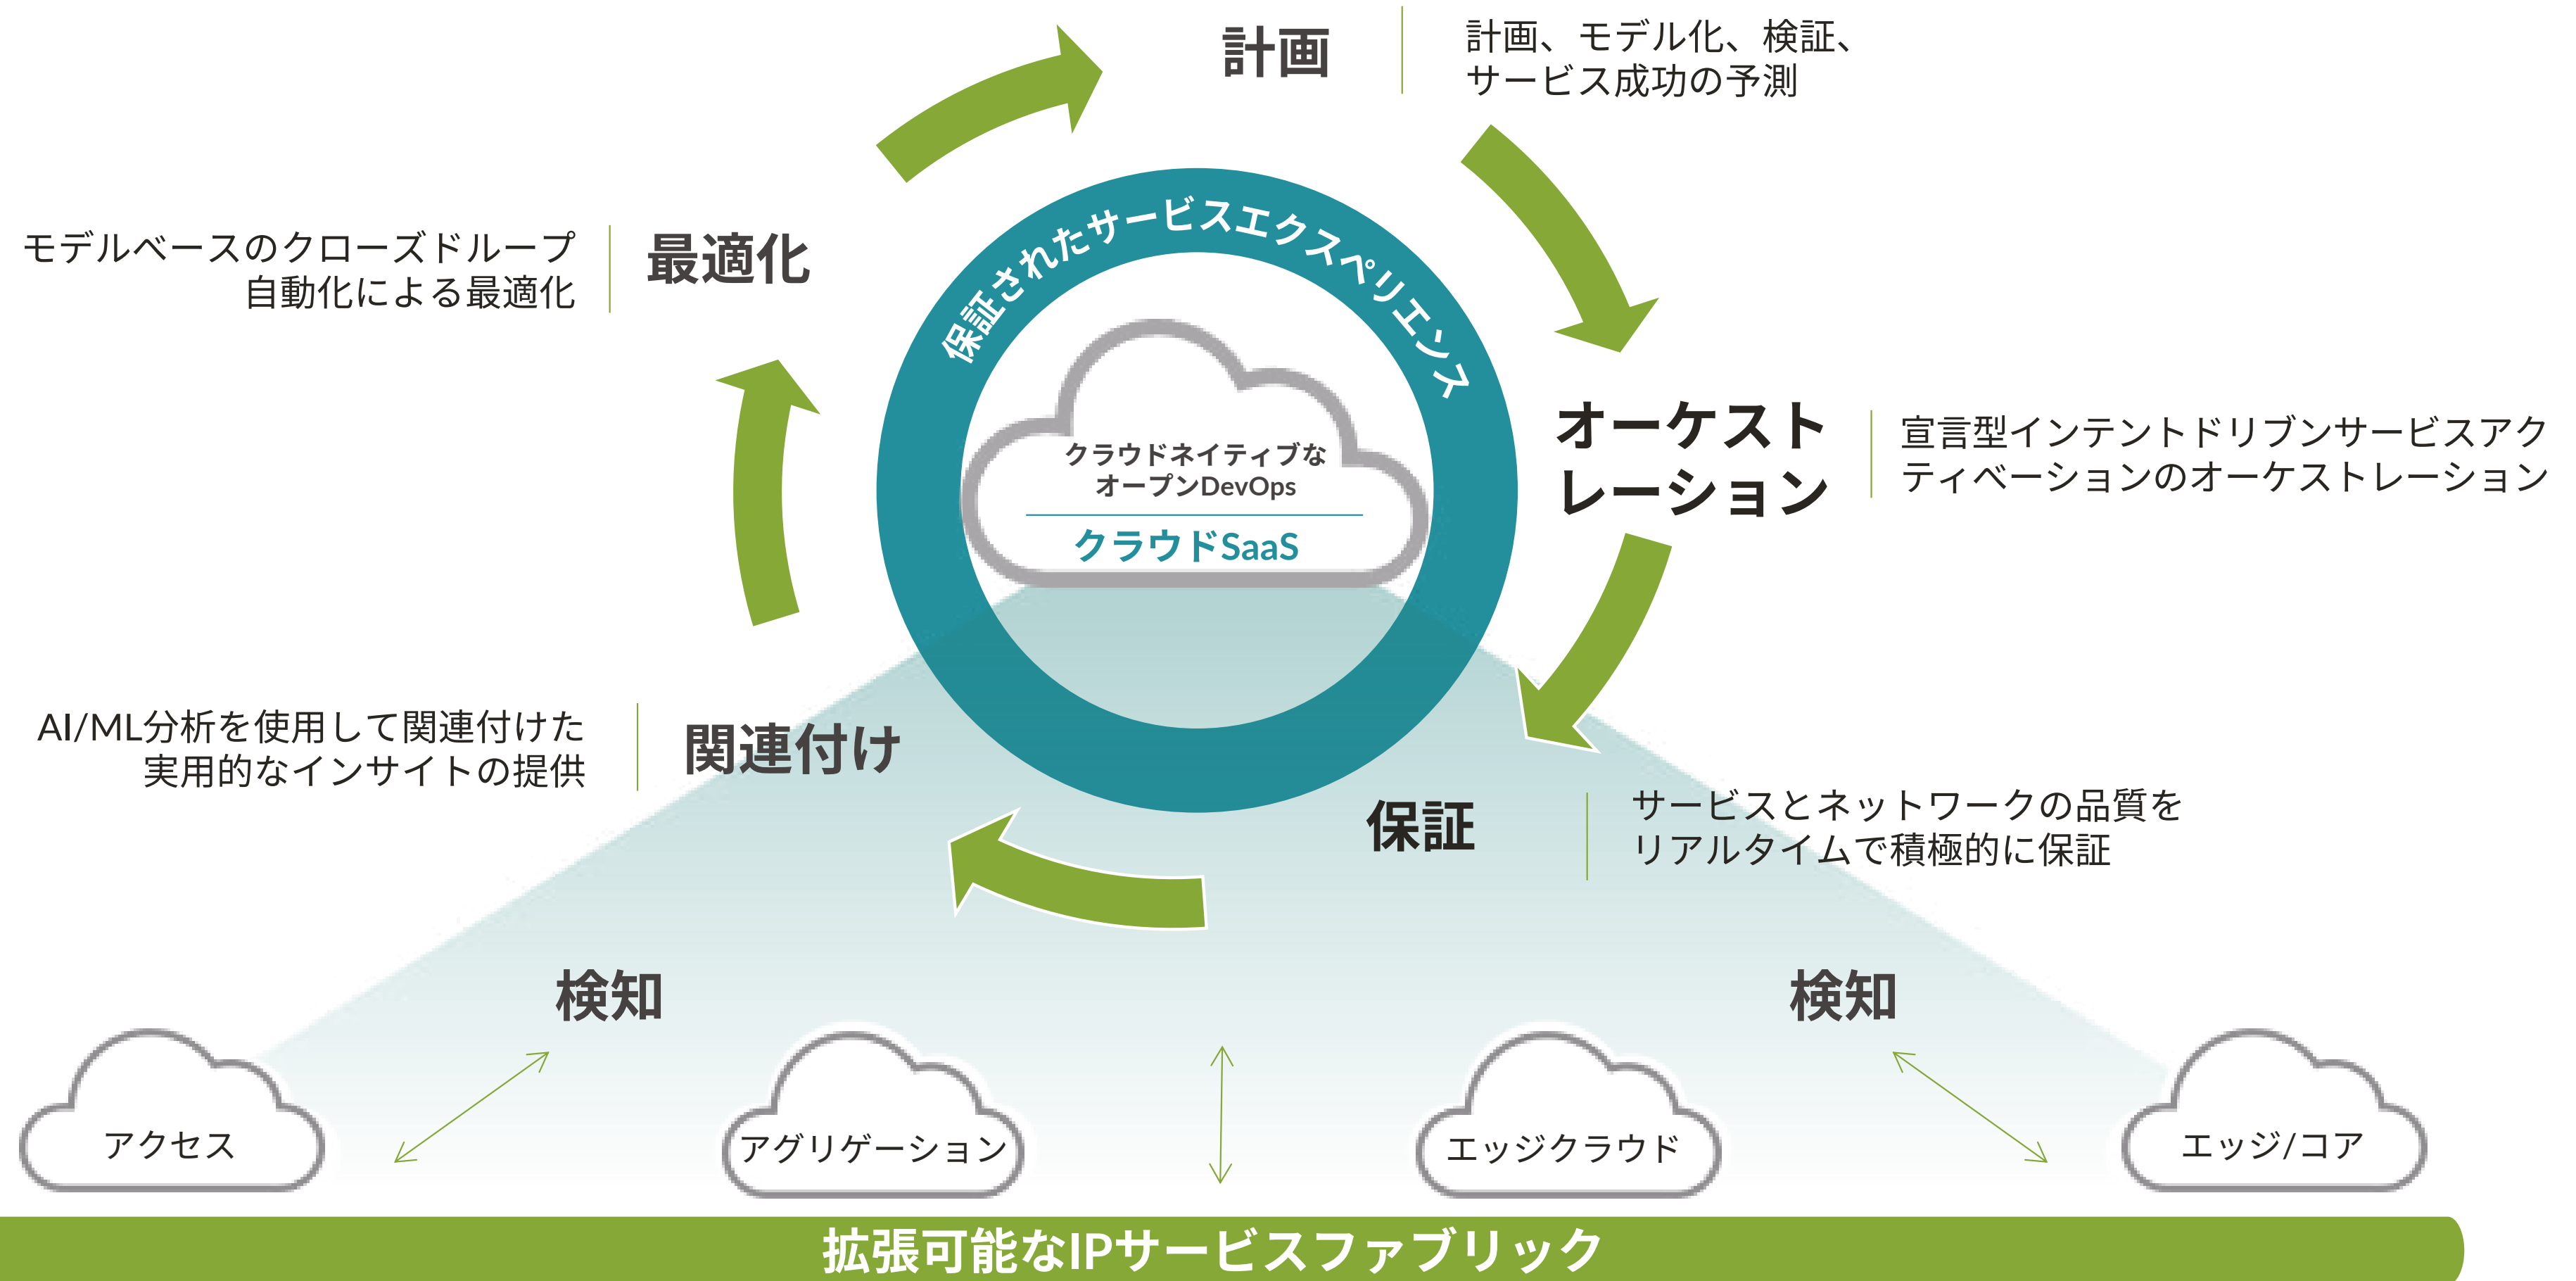 計画
計画、モデル化、検証、
サービス成功の予測
モデルベースのクローズドループ
自動化による最適化
最適化
保証されたサービスエクスペリエンス
クラウドネイティブな
オープンDevOps
クラウドSaaS
オーケスト
レーション
宣言型インテントドリブンサービスアク
ティベーションのオーケストレーション
AI/ML分析を使用して関連付けた
実用的なインサイトの提供
関連付け
保証
サービスとネットワークの品質を
リアルタイムで積極的に保証
検知
検知
アクセス
アグリゲーション
エッジクラウド
エッジ/コア
拡張可能なIPサービスファブリック